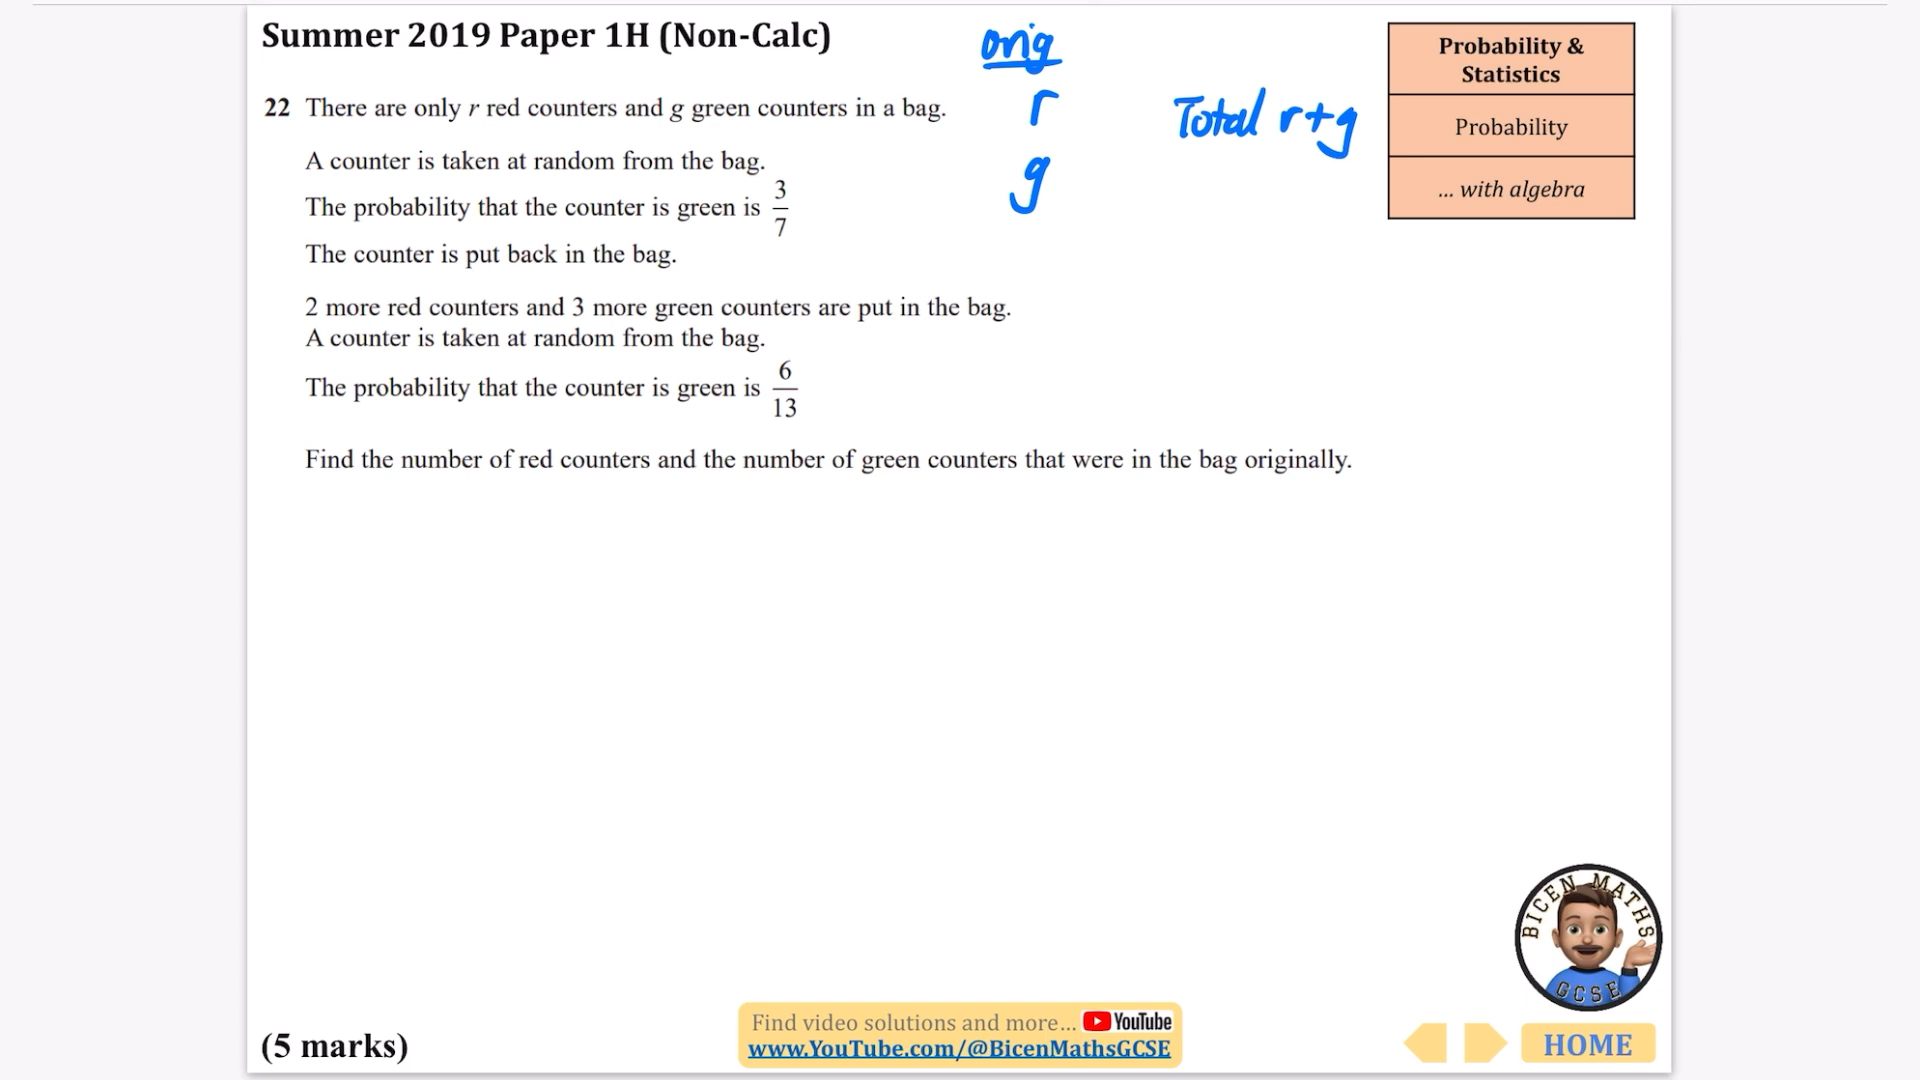 Summer 2019 Paper 1H (Non-Calc)
orig
Probability &
Statistics
Probability
... with algebra
r
Total r+g
g
22 There are only r red counters and g green counters in a bag.
A counter is taken at random from the bag.
The probability that the counter is green is 3/7
The counter is put back in the bag.
2 more red counters and 3 more green counters are put in the bag.
A counter is taken at random from the bag.
The probability that the counter is green is 6/13
Find the number of red counters and the number of green counters that were in the bag originally.
BICEN MATHS
GCSE
(5 marks)
Find video solutions and more... YouTube
www.YouTube.com/@BicenMathsGCSE
HOME